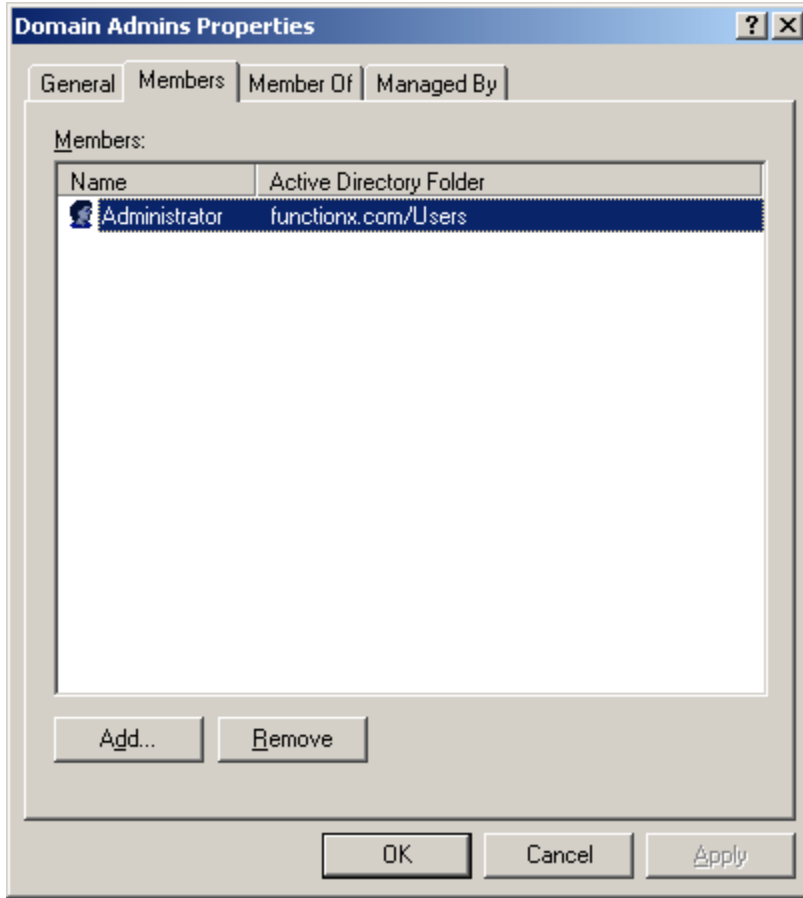 Domain Admins Properties ? X
General Members Member Of Managed By
Members:
Name Active Directory Folder
Administrator functionx.com/Users
Add... Remove
OK Cancel Apply